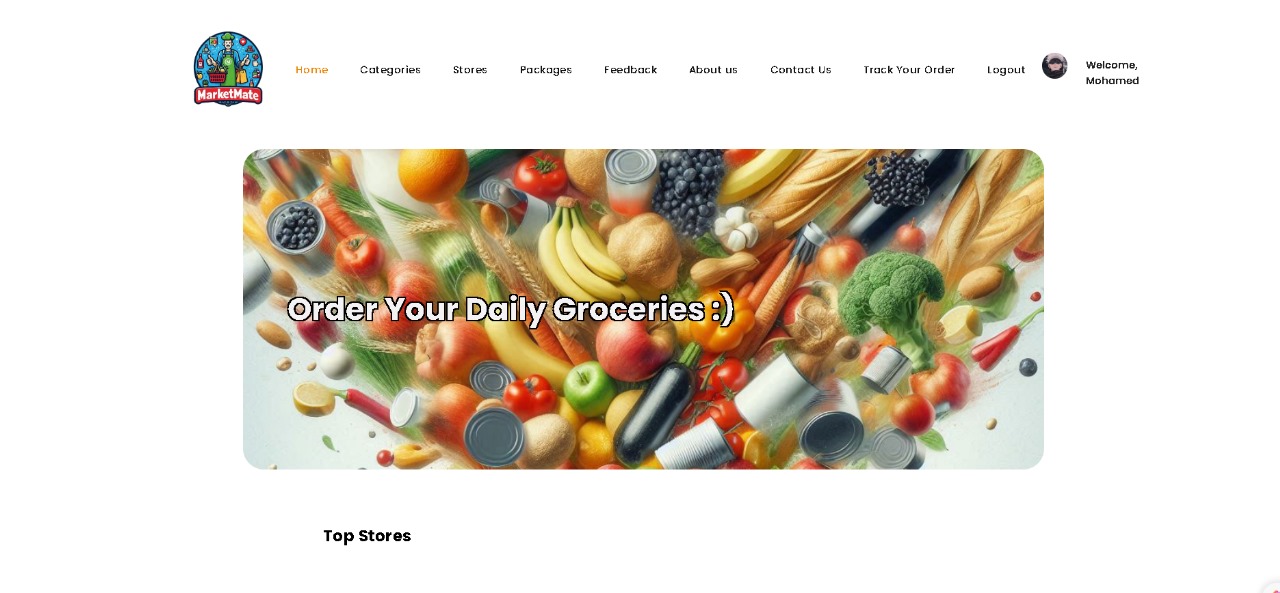 MarketMate
Home
Categories
Stores
Packages
Feedback
About us
Contact Us
Track Your Order
Logout
Welcome,
Mohamed
Order Your Daily Groceries :)
Top Stores